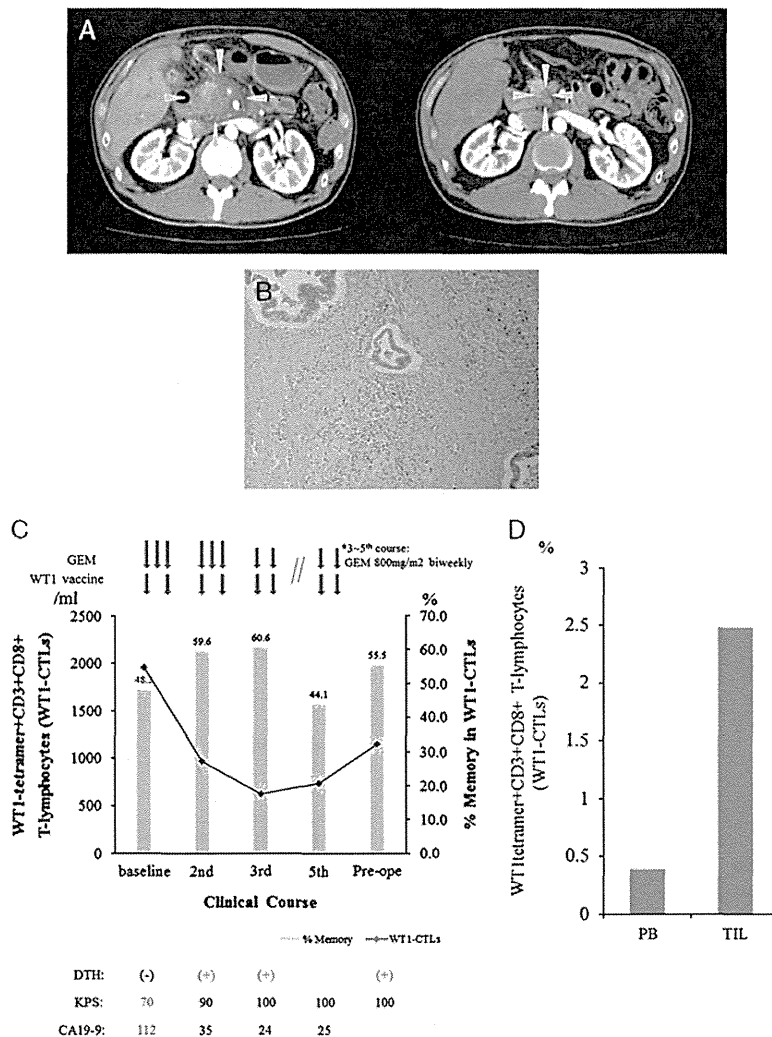 A
B
C
GEM
WT1 vaccine
*3~5th course:
GEM 800mg/m2 biweekly
/ml
%
2500
2000
1500
1000
500
0
WT1-tetramer+CD3+CD8+
T-lymphocytes (WT1-CTLs)
59.6
60.6
44.1
55.5
70.0
60.0
50.0
40.0
30.0
20.0
10.0
0.0
% Memory in WT1-CTLs
baseline 2nd 3rd 5th Pre-ope
Clinical Course
% Memory WT1-CTLs
DTH: (-) (+) (+) (+)
KPS: 70 90 100 100 100
CA19-9: 112 35 24 25
D
%
3
2.5
2
1.5
1
0.5
0
WT1tetramer+CD3+CD8+ T-lymphocytes
(WT1-CTLs)
PB TIL